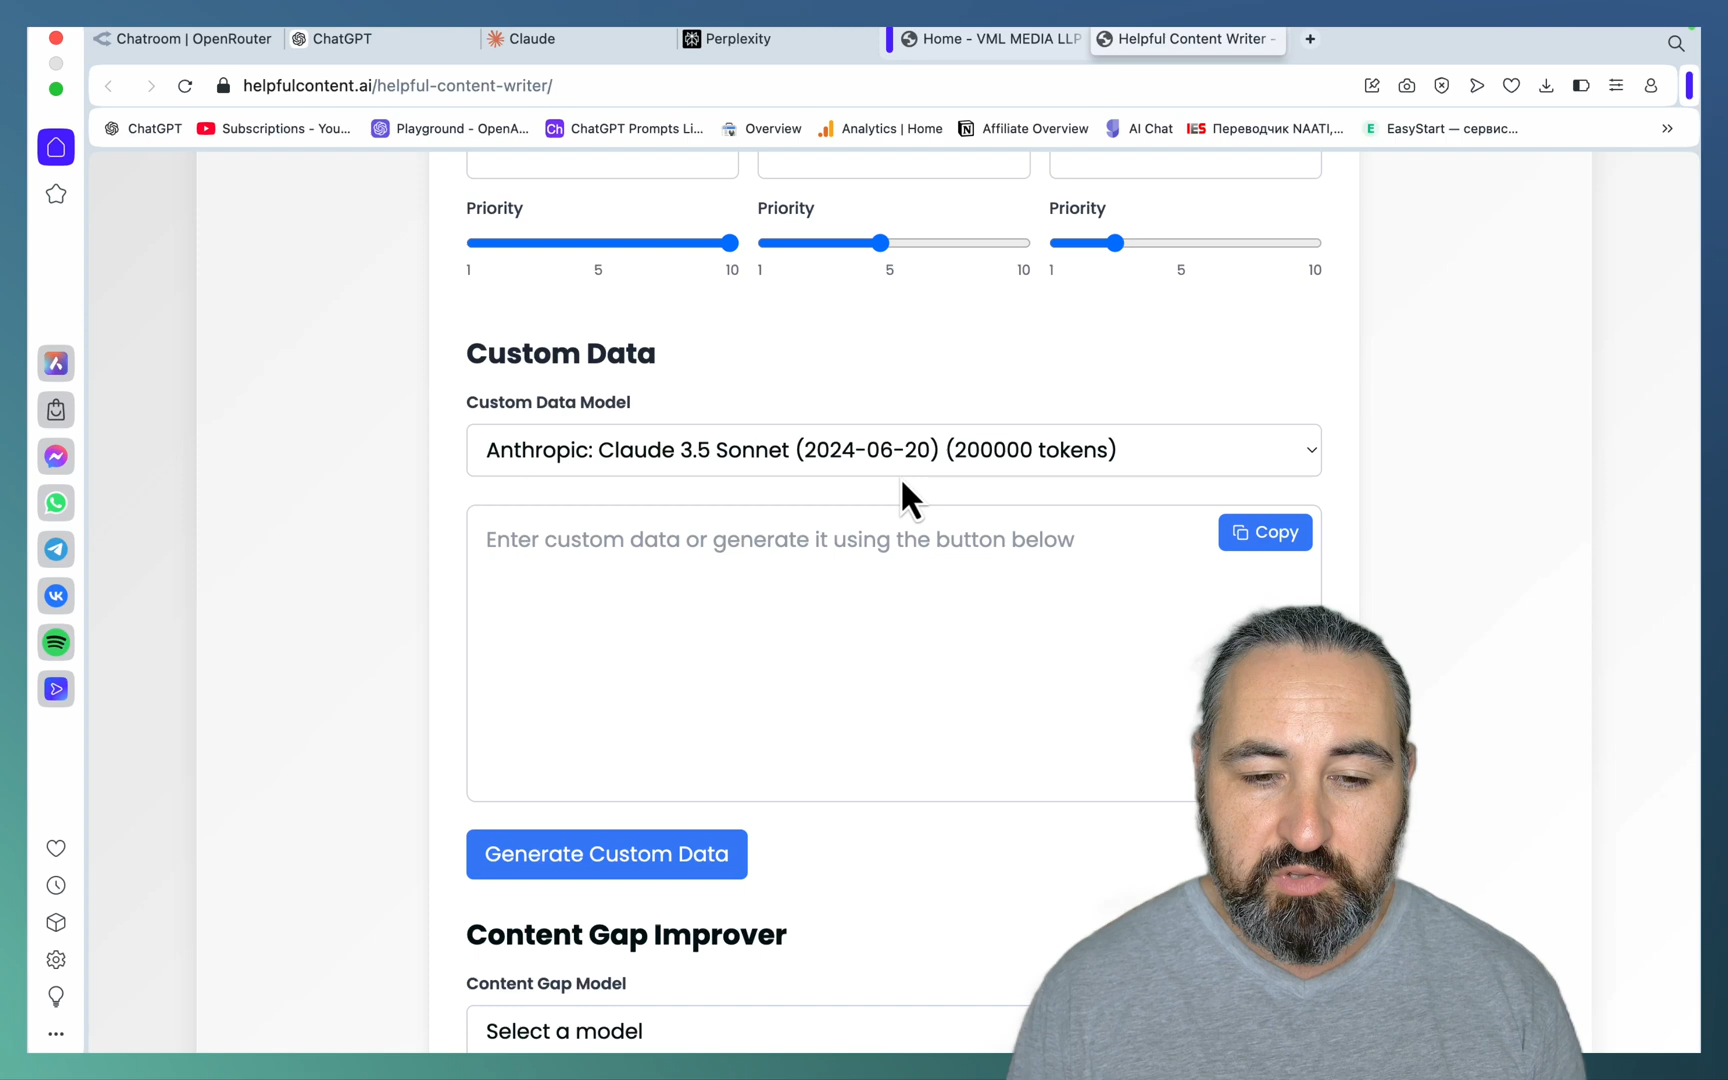 Chatroom | OpenRouter
ChatGPT
Claude
Perplexity
Home - VML MEDIA LLP
Helpful Content Writer -
helpfulcontent.ai/helpful-content-writer/
ChatGPT
Subscriptions - You...
Playground - OpenA...
Ch
ChatGPT Prompts Li...
Overview
Analytics | Home
Affiliate Overview
AI Chat
IES
Переводчик NAATI,...
E
EasyStart — сервис...
Priority
Priority
Priority
1 5 10
1 5 10
1 5 10
Custom Data
Custom Data Model
Anthropic: Claude 3.5 Sonnet (2024-06-20) (200000 tokens)
Enter custom data or generate it using the button below
Copy
Generate Custom Data
Content Gap Improver
Content Gap Model
Select a model